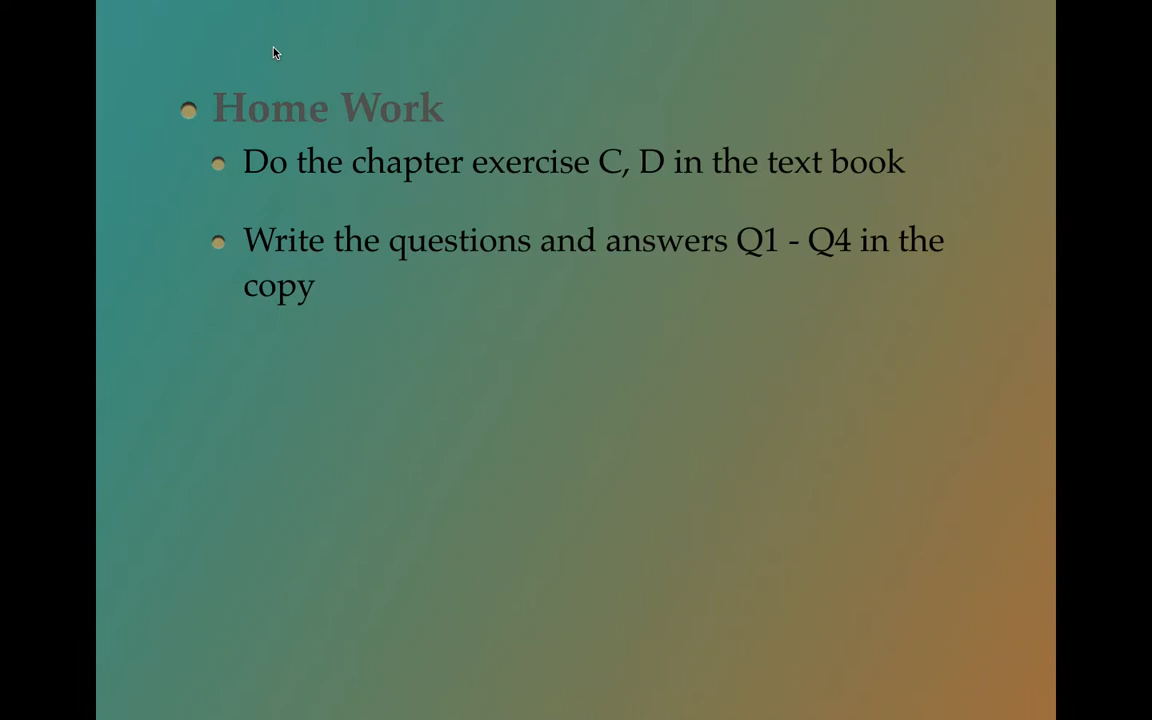 Home Work
Do the chapter exercise C, D in the text book
Write the questions and answers Q1 - Q4 in the
copy